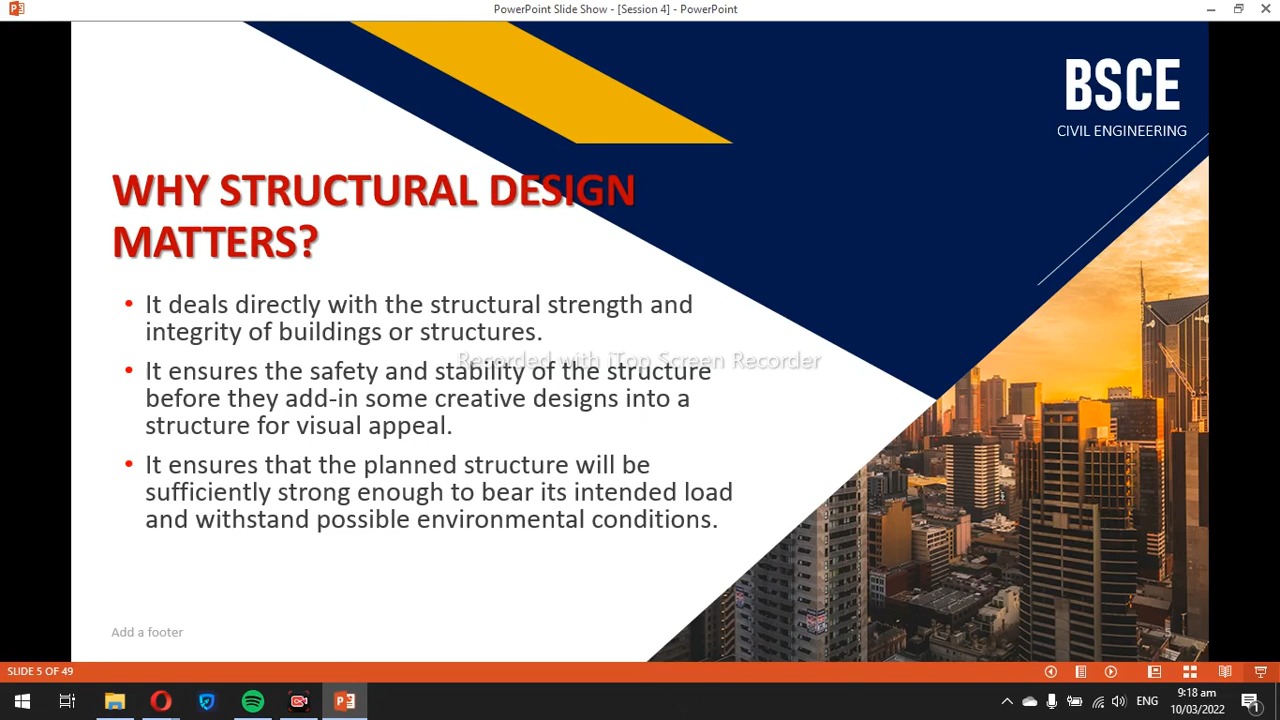 PowerPoint Slide Show - [Session 4] - PowerPoint
BSCE
CIVIL ENGINEERING
WHY STRUCTURAL DESIGN
MATTERS?
• It deals directly with the structural strength and
integrity of buildings or structures.
Recorded with iTop Screen Recorder
• It ensures the safety and stability of the structure
before they add-in some creative designs into a
structure for visual appeal.
• It ensures that the planned structure will be
sufficiently strong enough to bear its intended load
and withstand possible environmental conditions.
Add a footer
5
SLIDE 5 OF 49
ENG
9:18 am
10/03/2022
1